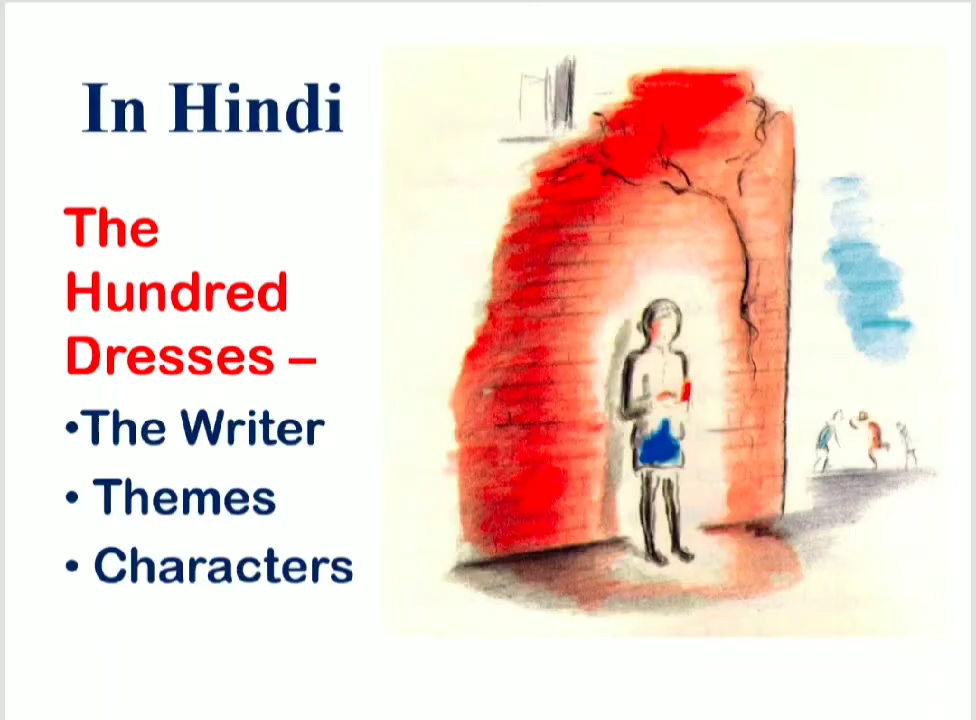 In Hindi
The
Hundred
Dresses –
•The Writer
• Themes
• Characters